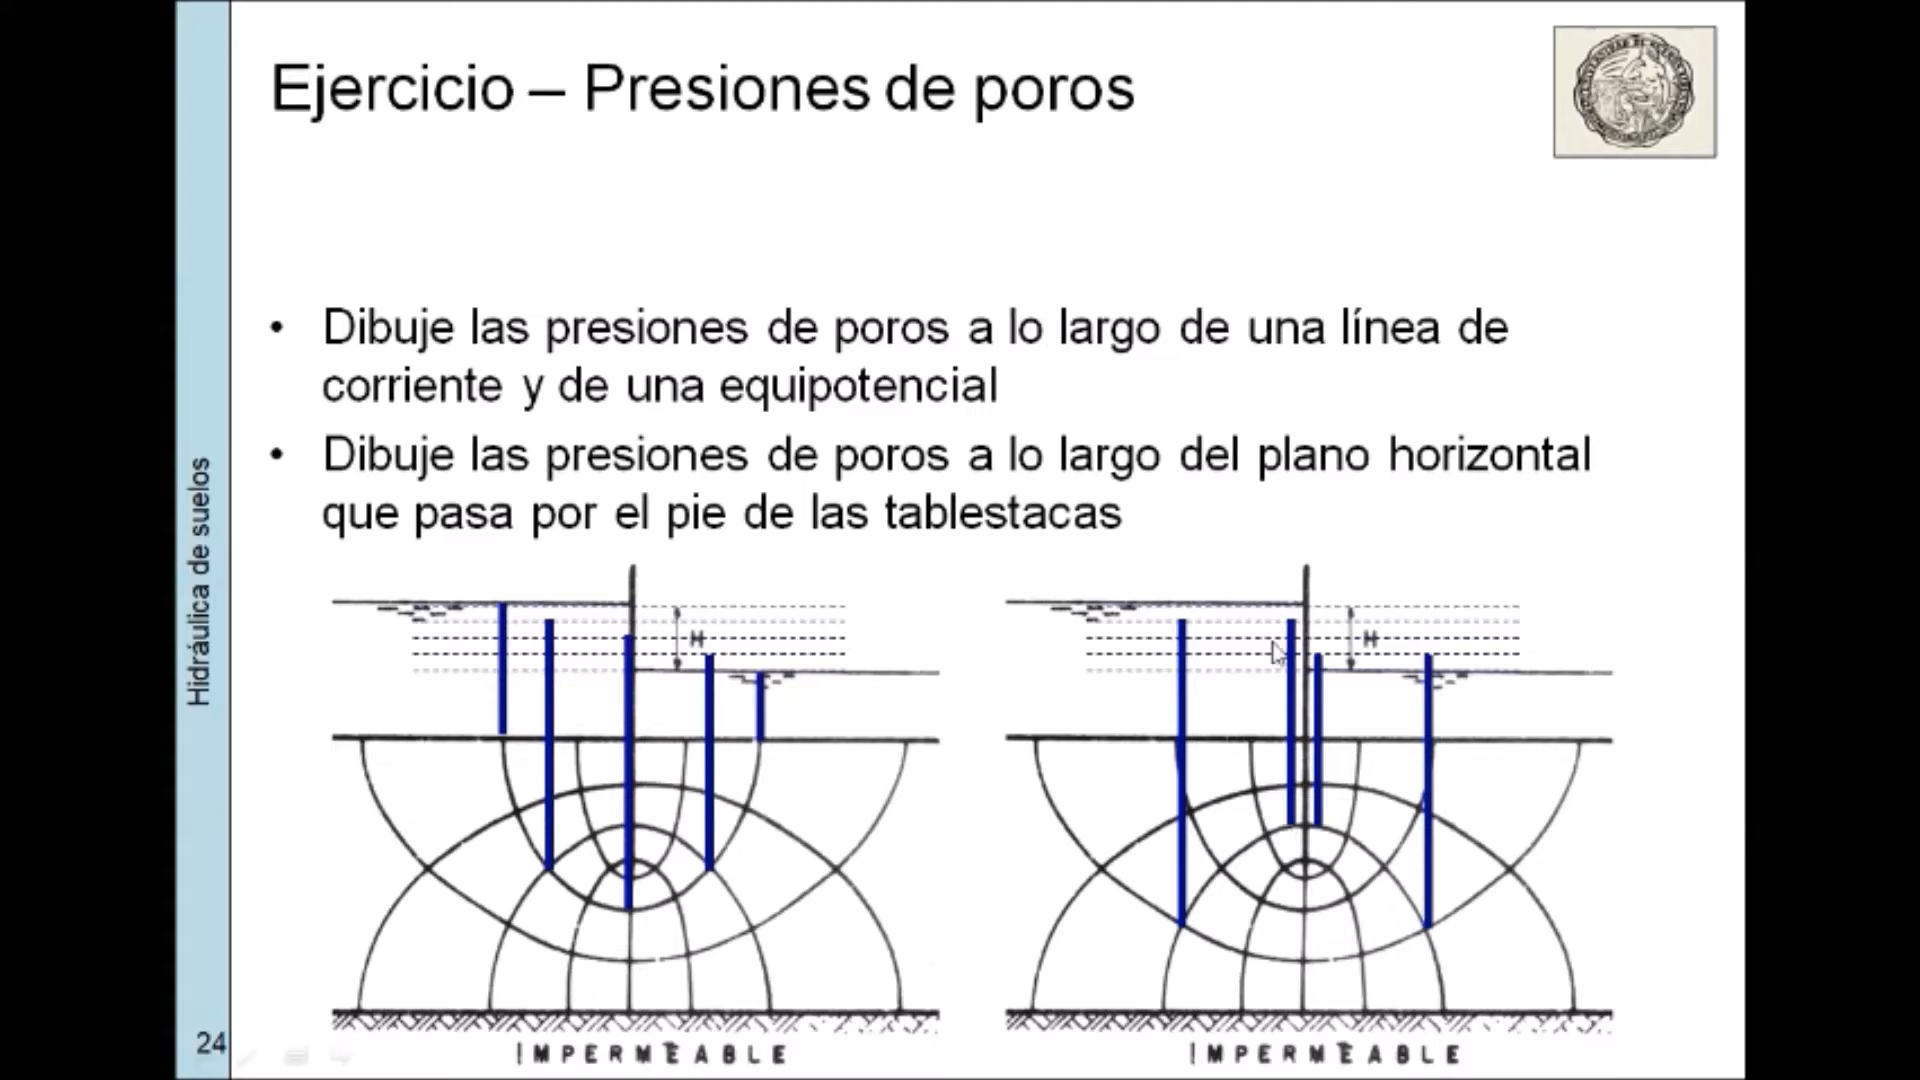 Ejercicio – Presiones de poros
• Dibuje las presiones de poros a lo largo de una línea de
corriente y de una equipotencial
• Dibuje las presiones de poros a lo largo del plano horizontal
que pasa por el pie de las tablestacas
Hidráulica de suelos
24
H
H
IMPERMEABLE
IMPERMEABLE